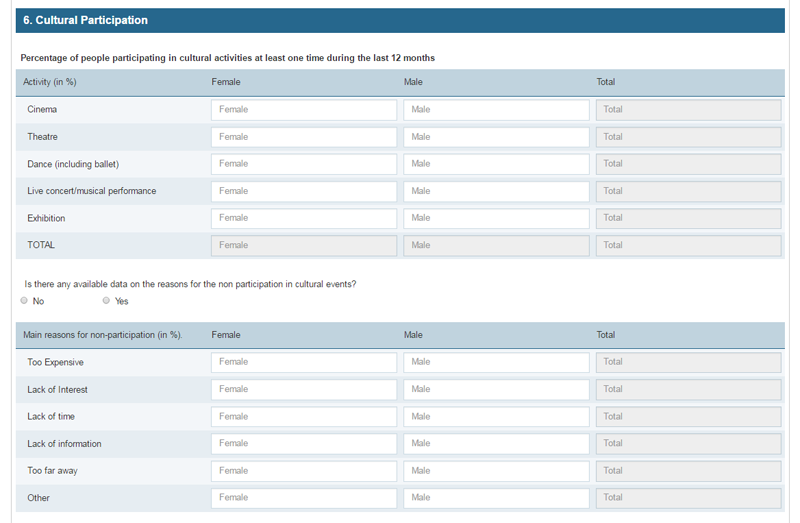 6. Cultural Participation
Percentage of people participating in cultural activities at least one time during the last 12 months
Activity (in %) Female Male Total
Cinema Female Male Total
Theatre Female Male Total
Dance (including ballet) Female Male Total
Live concert/musical performance Female Male Total
Exhibition Female Male Total
TOTAL Female Male Total
Is there any available data on the reasons for the non participation in cultural events?
No Yes
Main reasons for non-participation (in %). Female Male Total
Too Expensive Female Male Total
Lack of Interest Female Male Total
Lack of time Female Male Total
Lack of information Female Male Total
Too far away Female Male Total
Other Female Male Total